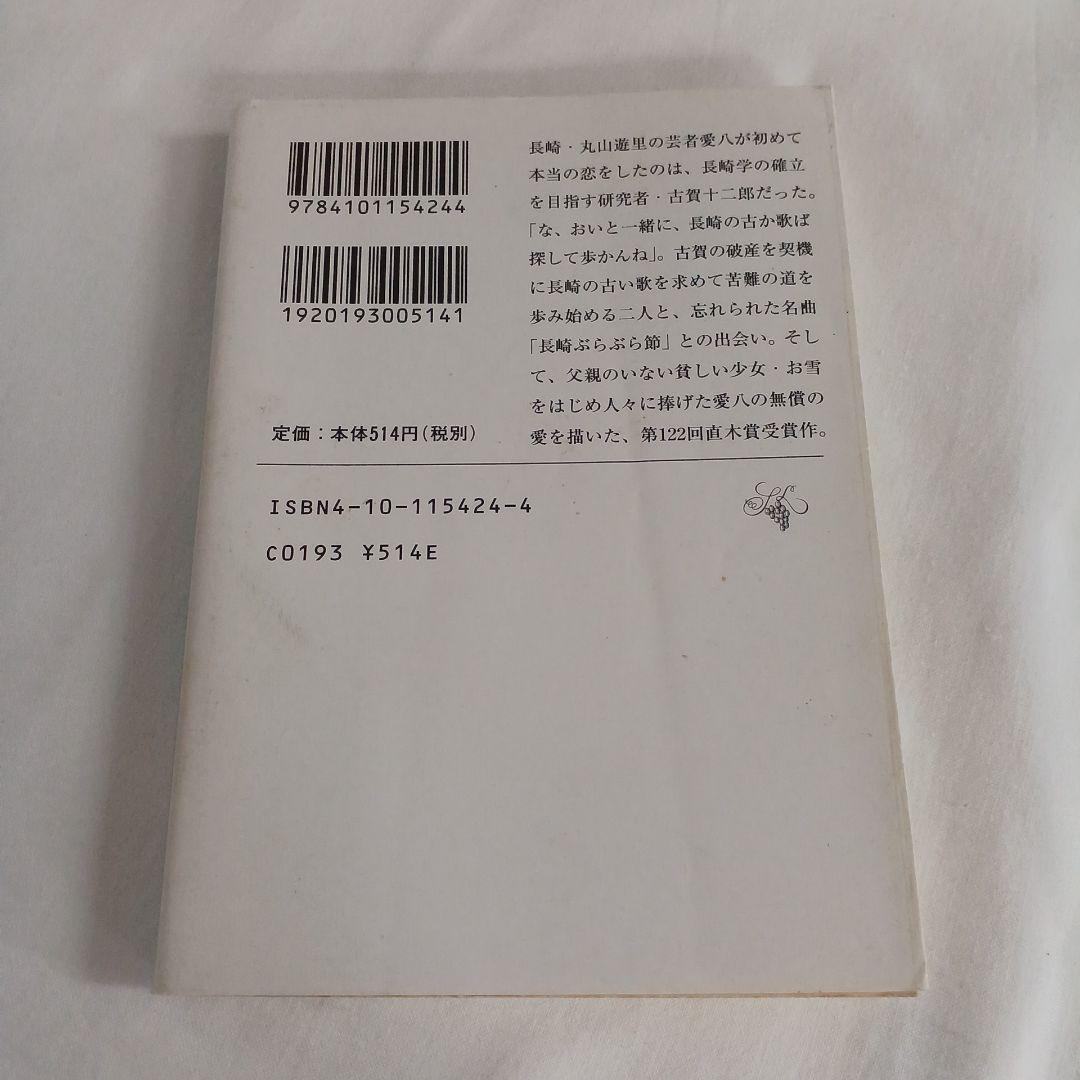 9784101154244
1920193005141
定価：本体514円(税別)
長崎・丸山遊里の芸者愛八が初めて
本当の恋をしたのは、長崎学の確立
を目指す研究者・古賀十二郎だった。
「な、おいと一緒に、長崎の古か歌ば
探して歩かんね」。古賀の破産を契機
に長崎の古い歌を求めて苦難の道を
歩み始める二人と、忘れられた名曲
「長崎ぶらぶら節」との出会い。そし
て、父親のいない貧しい少女・お雪
をはじめ人々に捧げた愛八の無償の
愛を描いた、第122回直木賞受賞作。
ISBN4-10-115424-4
C0193 ¥514E